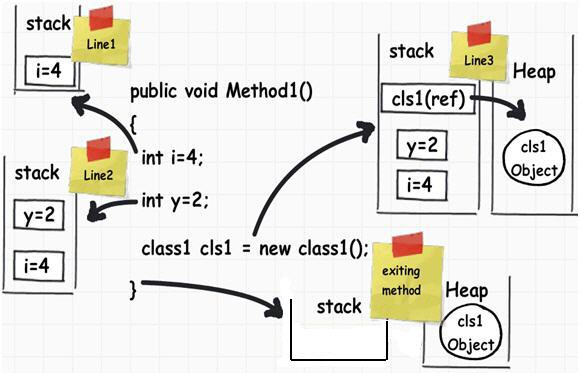 stack
Line1
i=4
public void Method1()
{
int i=4;
int y=2;
class1 cls1 = new class1();
}
stack
Line2
y=2
i=4
stack
Line3
Heap
cls1(ref)
y=2
i=4
cls1
Object
exiting
method
stack
Heap
cls1
Object